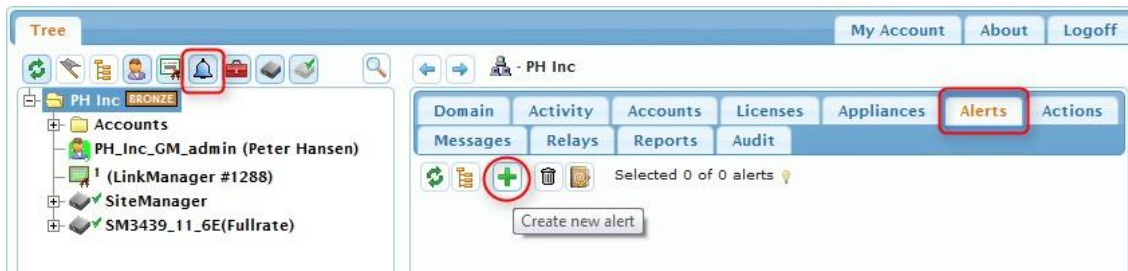 Tree
My Account About Logoff
- PH Inc
PH Inc BRONZE
Accounts
PH_Inc_GM_admin (Peter Hansen)
1 (LinkManager #1288)
SiteManager
SM3439_11_6E(Fullrate)
Domain Activity Accounts Licenses Appliances Alerts Actions
Messages Relays Reports Audit
Selected 0 of 0 alerts
Create new alert